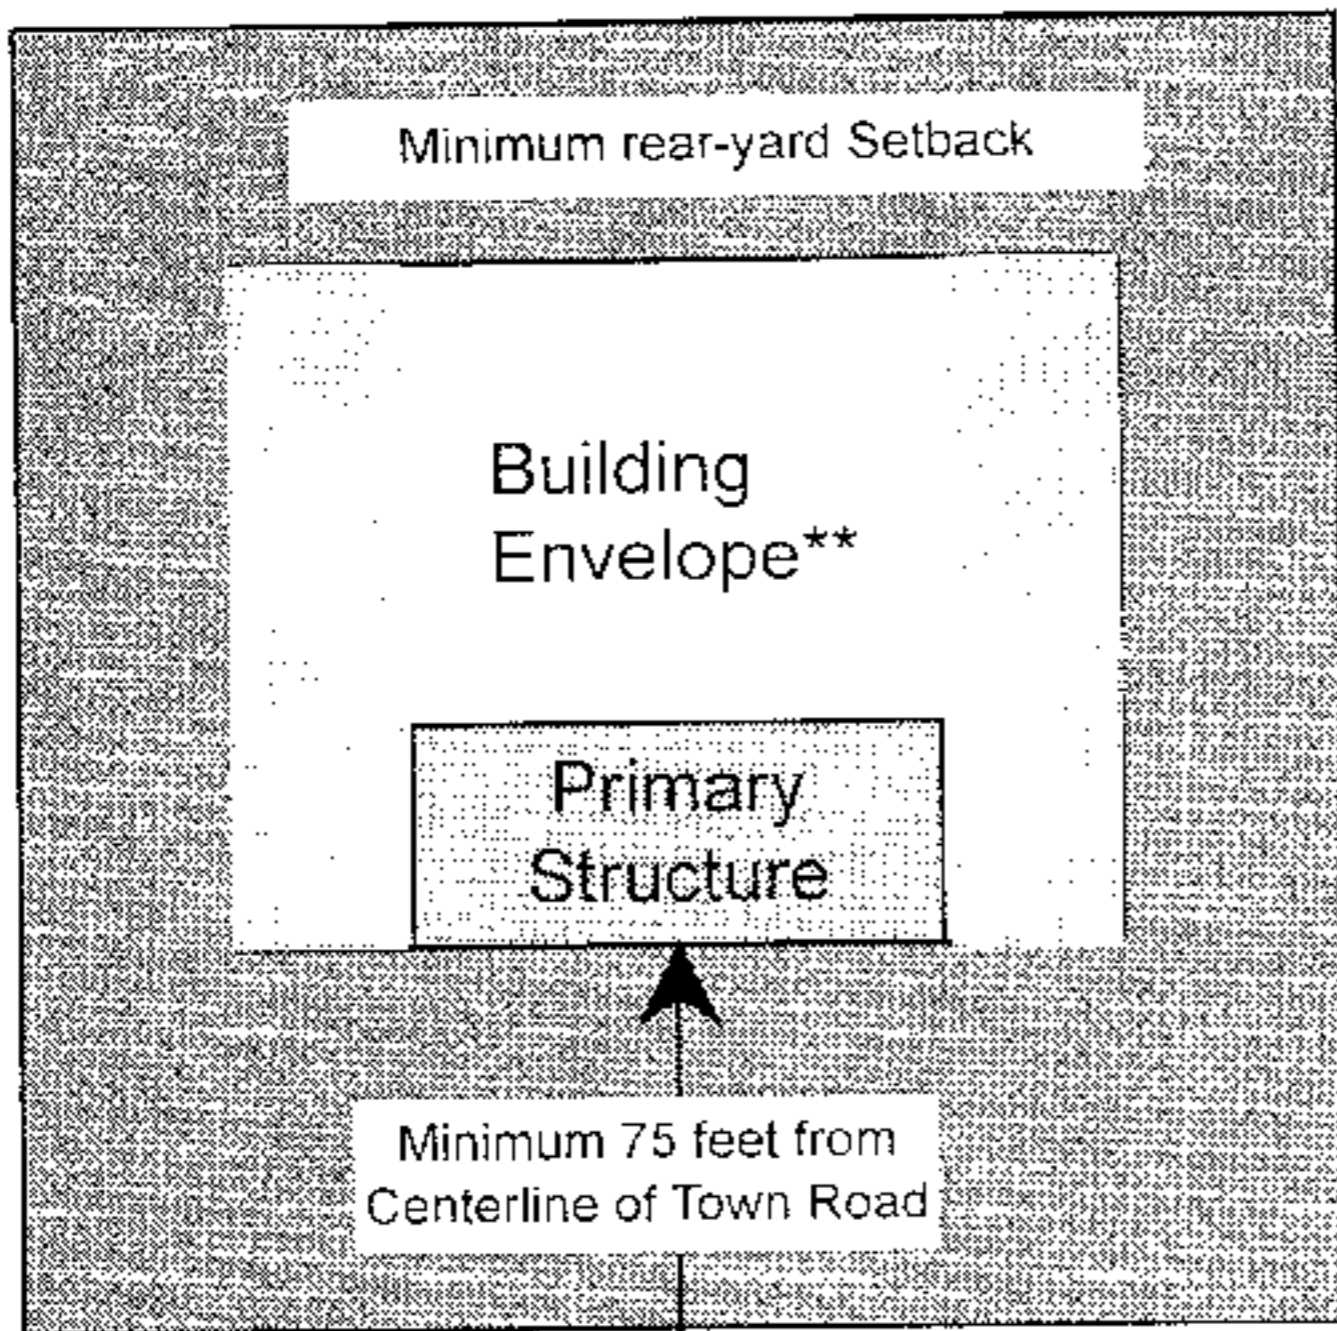 Minimum rear-yard Setback
Building
Envelope**
Primary
Structure
Minimum 75 feet from
Centerline of Town Road